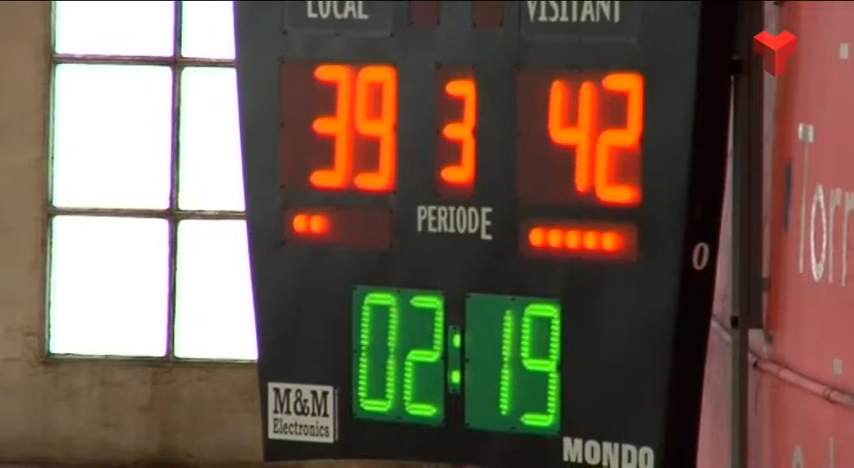 LOCAL VISITANT
39 3 42
PERIODE
02:19
M&M
Electronics
MONDO